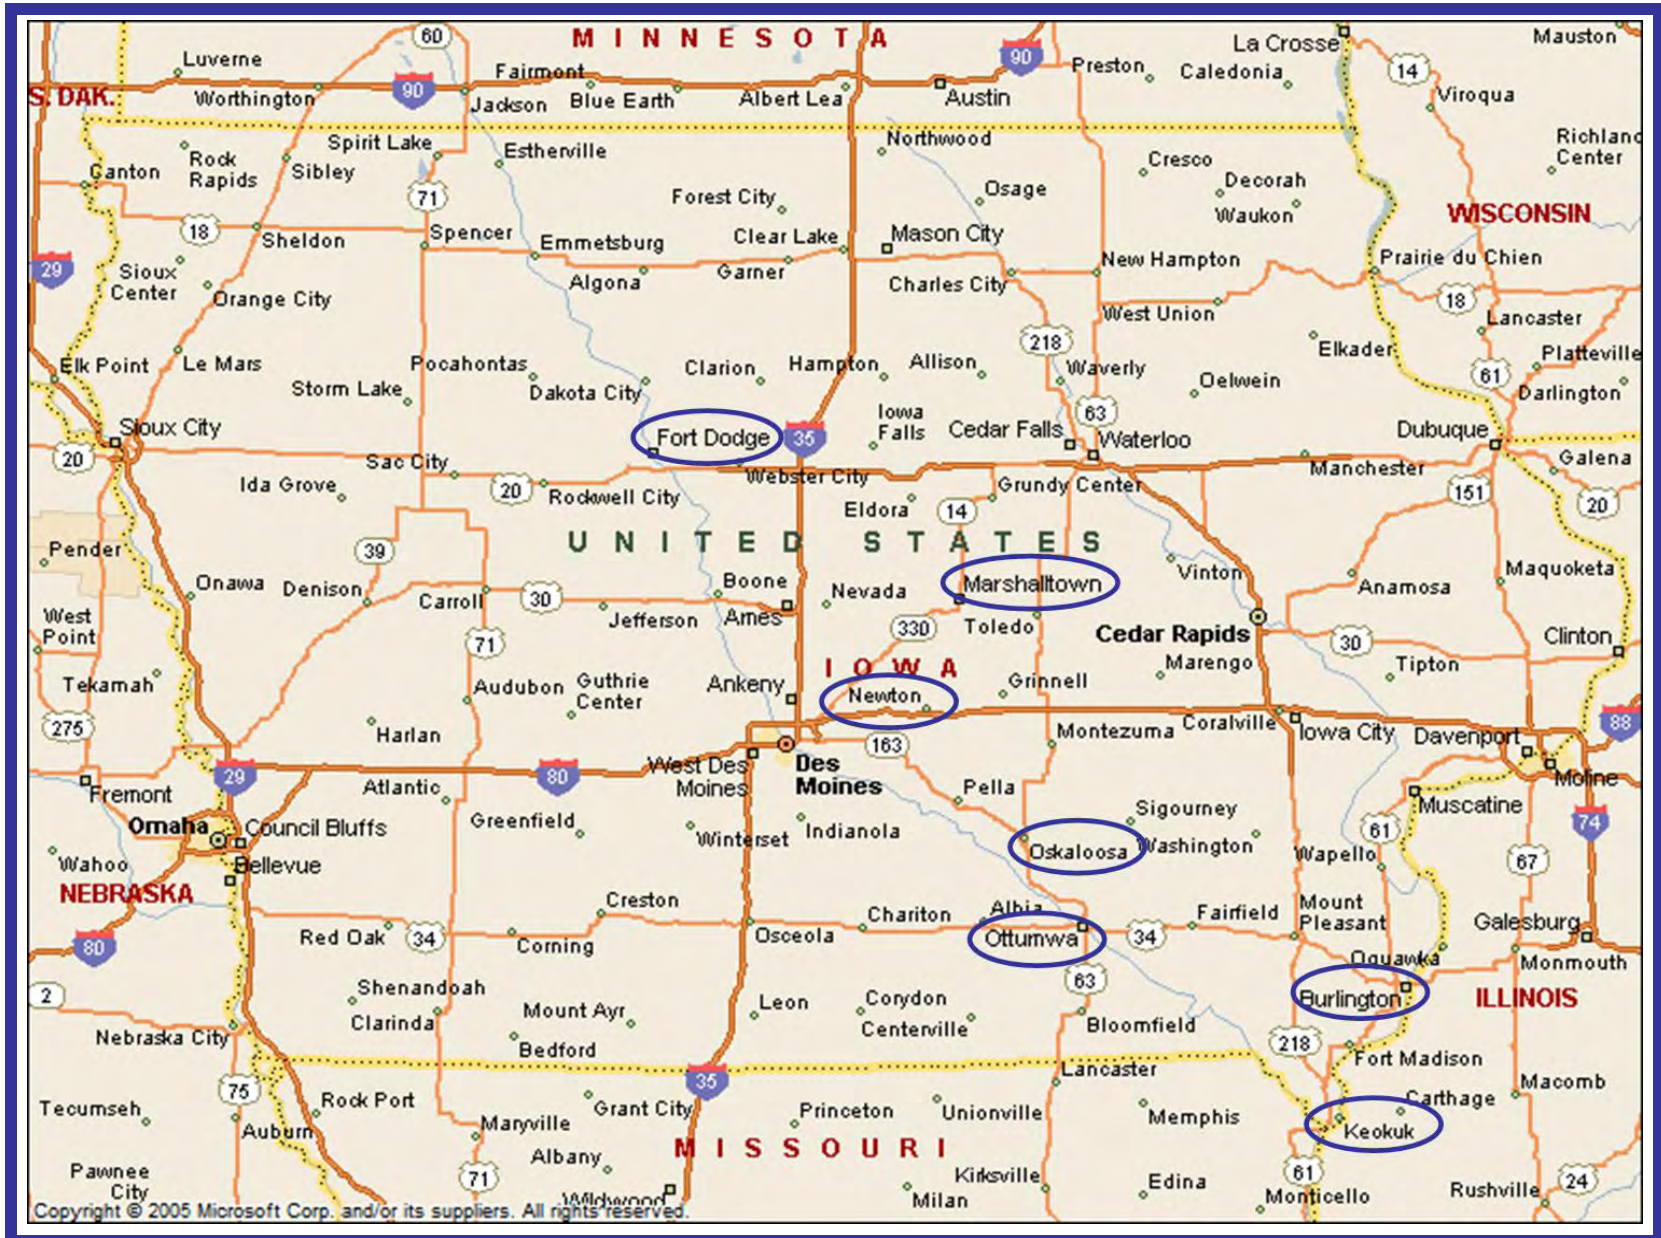 60
MINNESOTA
90
La Crosse
Mauston
Luverne
Fairmont
Preston
Caledonia
14
S. DAK.
Worthington
90
Jackson
Blue Earth
Albert Lea
Austin
Viroqua
Spirit Lake
Estherville
Northwood
Richland
Center
Canton
Rock
Rapids
Sibley
Cresco
Decorah
71
Forest City
Osage
Waukon
WISCONSIN
18
Sheldon
Spencer
Emmetsburg
Clear Lake
Mason City
29
Sioux
Center
Orange City
Algona
Garner
Charles City
New Hampton
Prairie du Chien
18
West Union
Lancaster
218
Elk Point
Le Mars
Pocahontas
Clarion
Hampton
Allison
Waverly
Elkader
Platteville
61
Storm Lake
Dakota City
Oelwein
Darlington
Sioux City
Fort Dodge
35
Iowa
Falls
Cedar Falls
63
Waterloo
Dubuque
20
Sac City
Webster City
Manchester
Galena
Ida Grove
20
Rockwell City
Eldora
14
Grundy Center
151
20
UNITED STATES
Pender
39
Onawa
Denison
Carroll
30
Boone
Nevada
Marshalltown
Vinton
Anamosa
Maquoketa
West
Point
Jefferson
Ames
330
Toledo
Cedar Rapids
30
Clinton
71
IOWA
Marengo
Tipton
Tekamah
Audubon
Guthrie
Center
Ankeny
Newton
Grinnell
275
Harlan
163
Montezuma
Coralville
Iowa City
Davenport
88
29
Atlantic
80
West Des
Moines
Des
Moines
Pella
Moline
Fremont
Sigourney
Muscatine
Omaha
Council Bluffs
Greenfield
Winterset
Indianola
Oskaloosa
Washington
61
74
Wahoo
Bellevue
Wapello
67
NEBRASKA
Creston
Chariton
Albia
Fairfield
Mount
Pleasant
Galesburg
80
Red Oak
34
Corning
Osceola
Ottumwa
34
Oquawka
Monmouth
2
Shenandoah
Clarinda
Mount Ayr
Leon
Corydon
Centerville
63
Bloomfield
Burlington
ILLINOIS
Nebraska City
Bedford
218
Fort Madison
75
35
Lancaster
Macomb
Tecumseh
Rock Port
Grant City
Princeton
Unionville
Memphis
Carthage
Auburn
Maryville
MISSOURI
Keokuk
Pawnee
City
71
Albany
Kirksville
Edina
61
24
Wildwood
Milan
Monticello
Rushville
Copyright © 2005 Microsoft Corp. and/or its suppliers. All rights reserved.